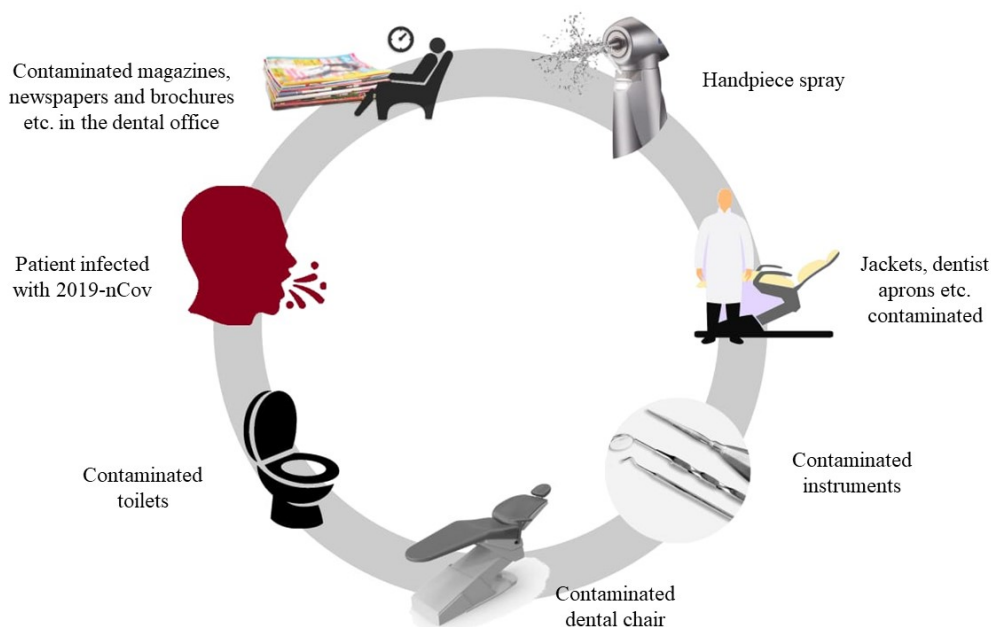 Contaminated magazines,
newspapers and brochures
etc. in the dental office
Handpiece spray
Patient infected
with 2019-nCov
Jackets, dentist
aprons etc.
contaminated
Contaminated
toilets
Contaminated
instruments
Contaminated
dental chair